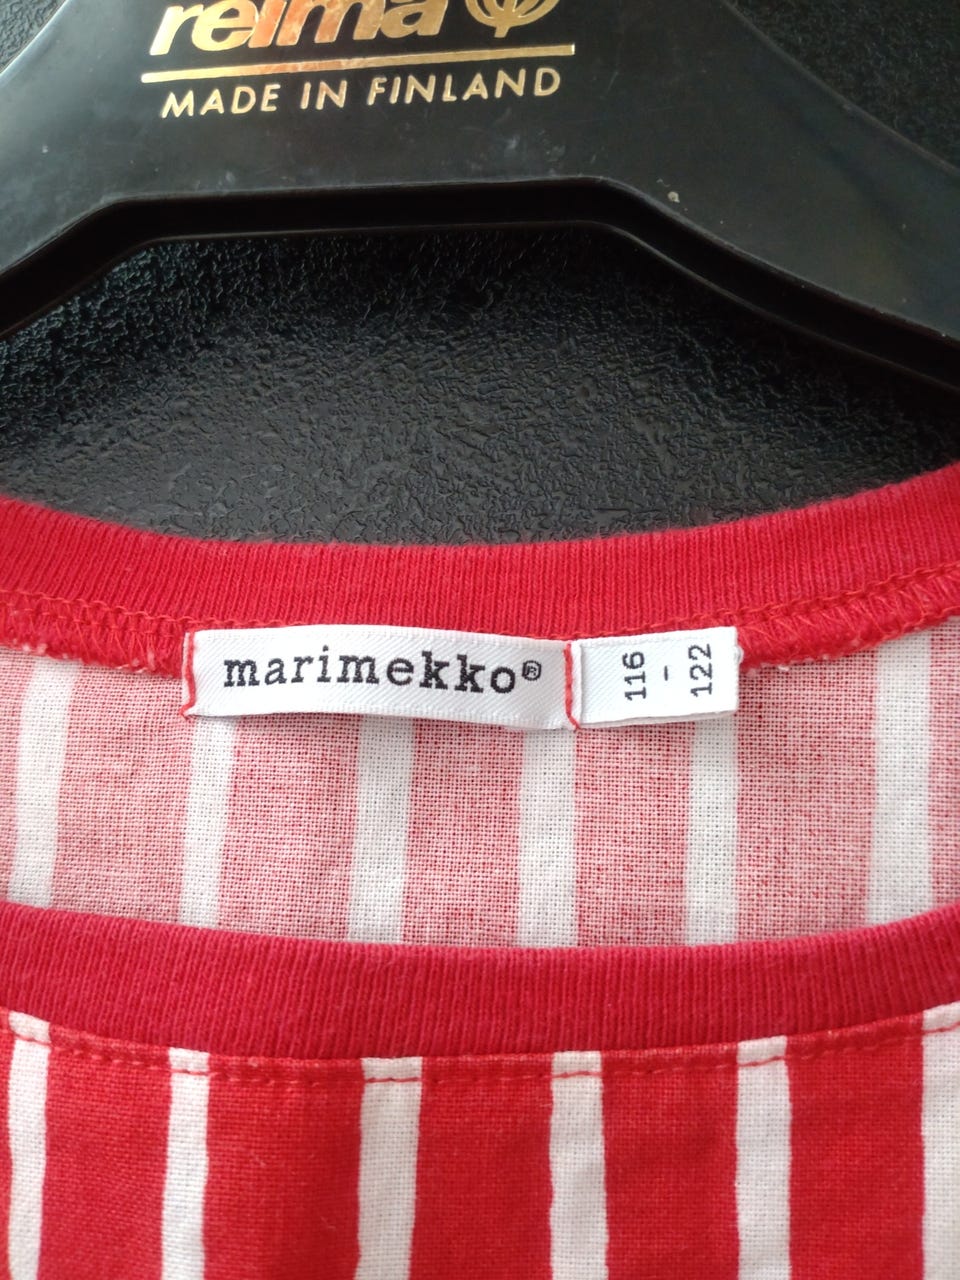 reima
MADE IN FINLAND
marimekko®
116 - 122